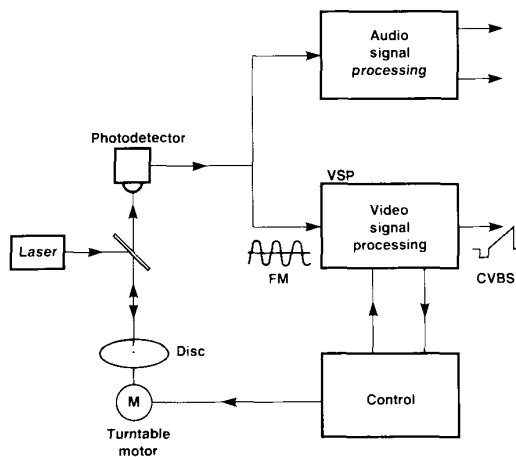 Audio
signal
processing
Photodetector
VSP
Video
signal
processing
Laser
FM
CVBS
Disc
M
Control
Turntable
motor